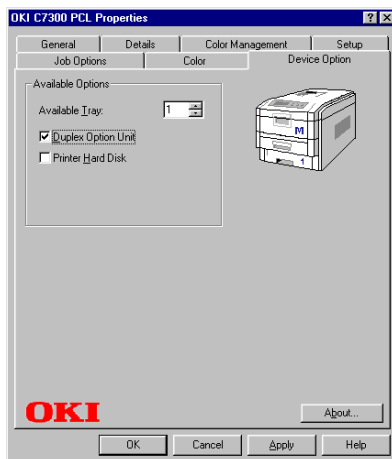 OKI C7300 PCL Properties
General Details Color Management Setup
Job Options Color Device Option
Available Options
Available Tray: 1
Duplex Option Unit
Printer Hard Disk
M
1
OKI
About...
OK Cancel Apply Help